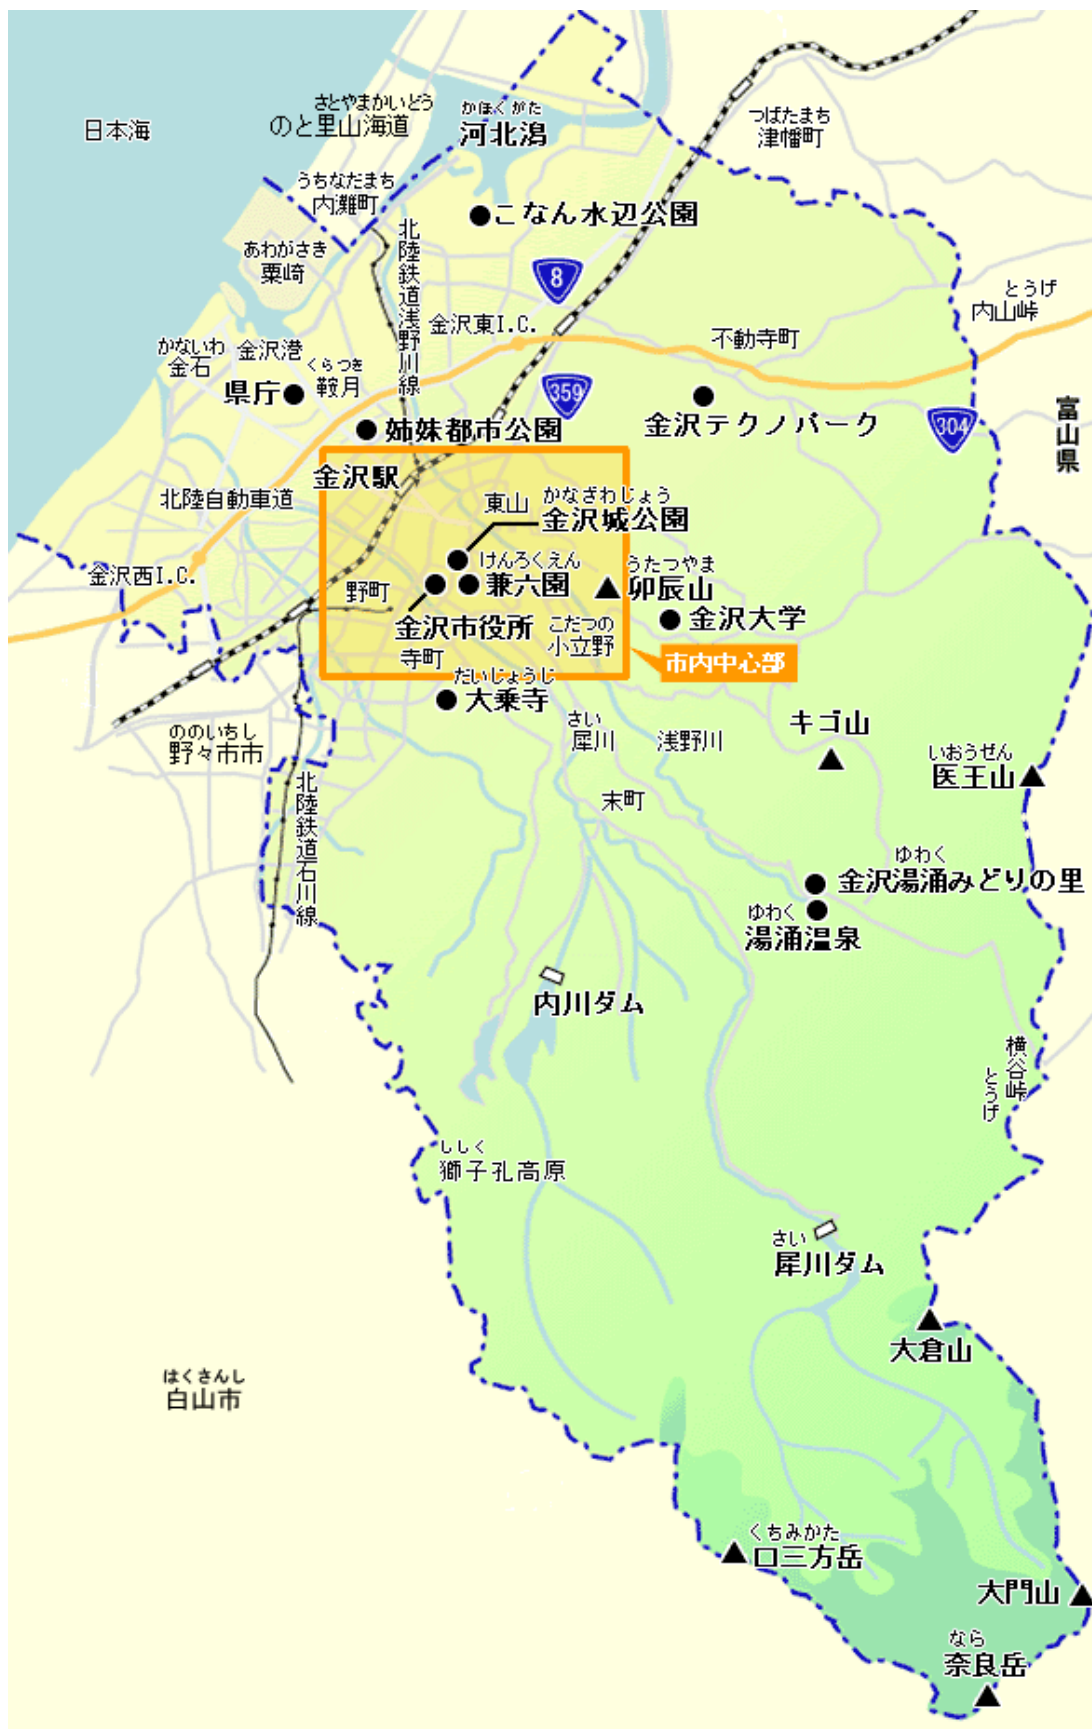 さとやまかいどう
のと里山海道
日本海
かほくがた
河北潟
つばたまち
津幡町
うちなだまち
内灘町
こなん水辺公園
北陸鉄道浅野川線
あわがさき
粟崎
8
とうげ
内山峠
金沢東I.C.
不動寺町
かないわ
金石
金沢港
くらつき
鞍月
県庁
359
金沢テクノパーク
304
富山県
姉妹都市公園
金沢駅
北陸自動車道
東山
かなざわじょう
金沢城公園
けんろくえん
兼六園
うたつやま
卯辰山
金沢西I.C.
野町
金沢市役所
こだつの
小立野
金沢大学
寺町
市内中心部
だいじょうじ
大乗寺
さい
犀川
浅野川
キゴ山
ののいちし
野々市市
いおうぜん
医王山
北陸鉄道石川線
末町
ゆわく
金沢湯涌みどりの里
ゆわく
湯涌温泉
内川ダム
横谷峠
とうげ
ししく
獅子孔高原
さい
犀川ダム
大倉山
はくさんし
白山市
くちみかた
口三方岳
大門山
なら
奈良岳